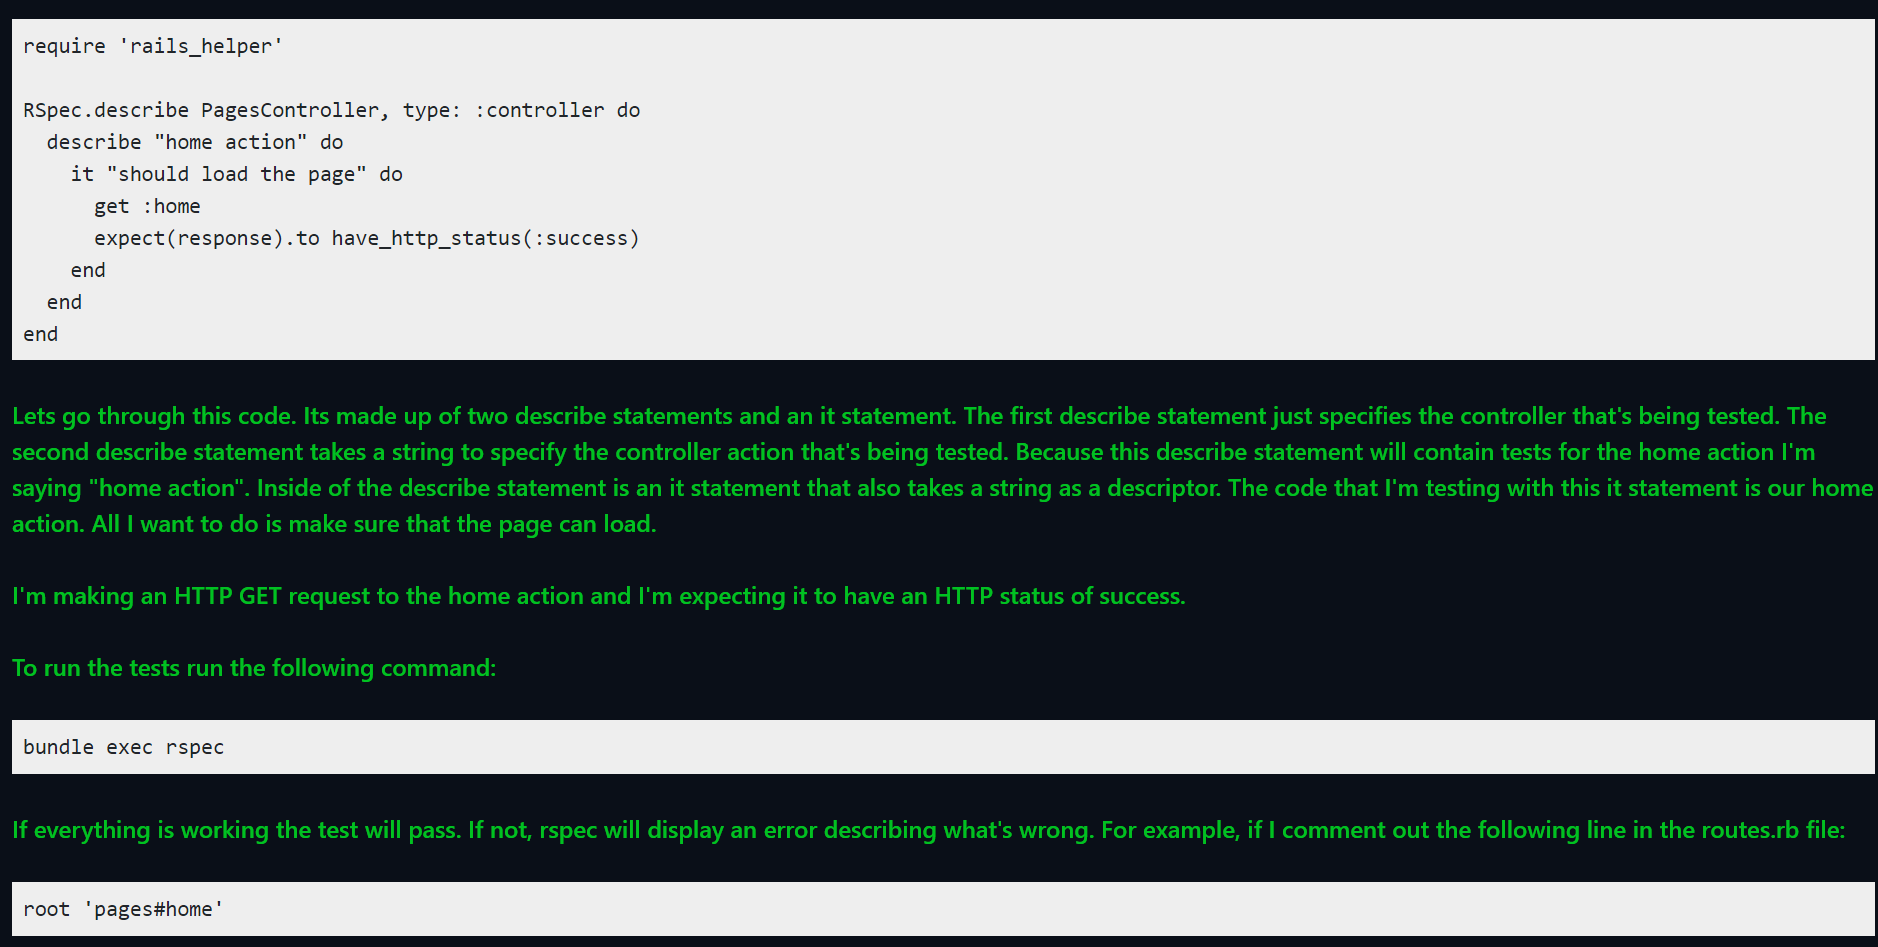 require 'rails_helper'
RSpec.describe PagesController, type: :controller do
  describe "home action" do
    it "should load the page" do
      get :home
      expect(response).to have_http_status(:success)
    end
  end
end
Lets go through this code. Its made up of two describe statements and an it statement. The first describe statement just specifies the controller that's being tested. The
second describe statement takes a string to specify the controller action that's being tested. Because this describe statement will contain tests for the home action I'm
saying "home action". Inside of the describe statement is an it statement that also takes a string as a descriptor. The code that I'm testing with this it statement is our home
action. All I want to do is make sure that the page can load.
I'm making an HTTP GET request to the home action and I'm expecting it to have an HTTP status of success.
To run the tests run the following command:
bundle exec rspec
If everything is working the test will pass. If not, rspec will display an error describing what's wrong. For example, if I comment out the following line in the routes.rb file:
root 'pages#home'